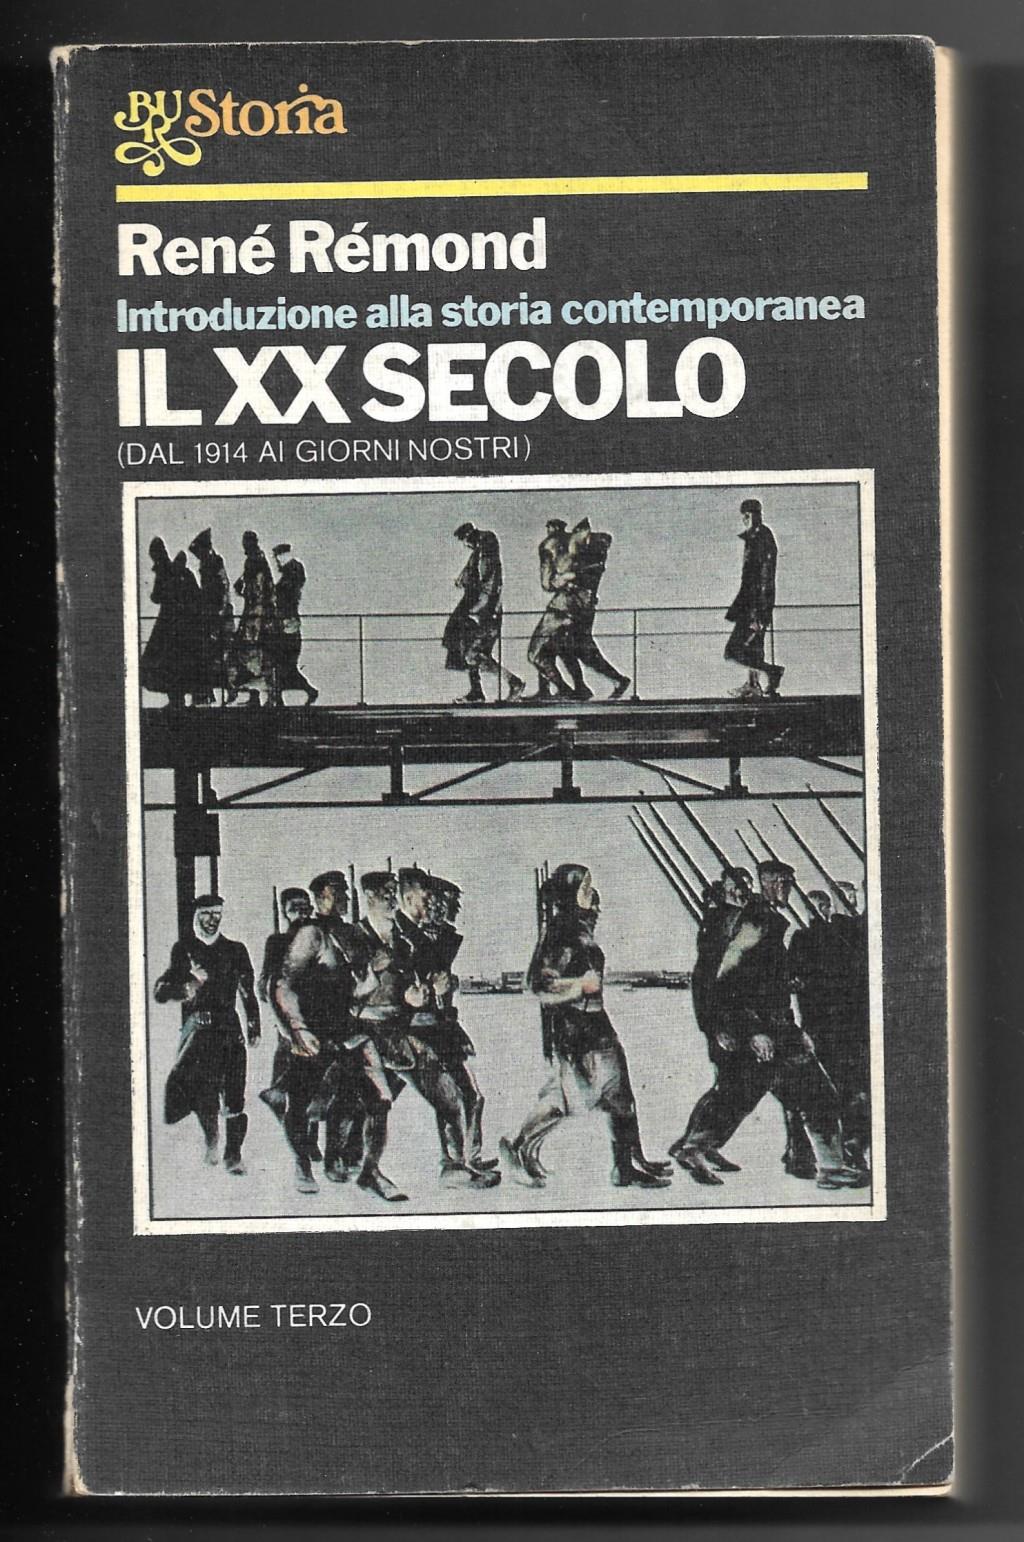 BUR Storia
René Rémond
Introduzione alla storia contemporanea
IL XX SECOLO
(DAL 1914 AI GIORNI NOSTRI)
VOLUME TERZO